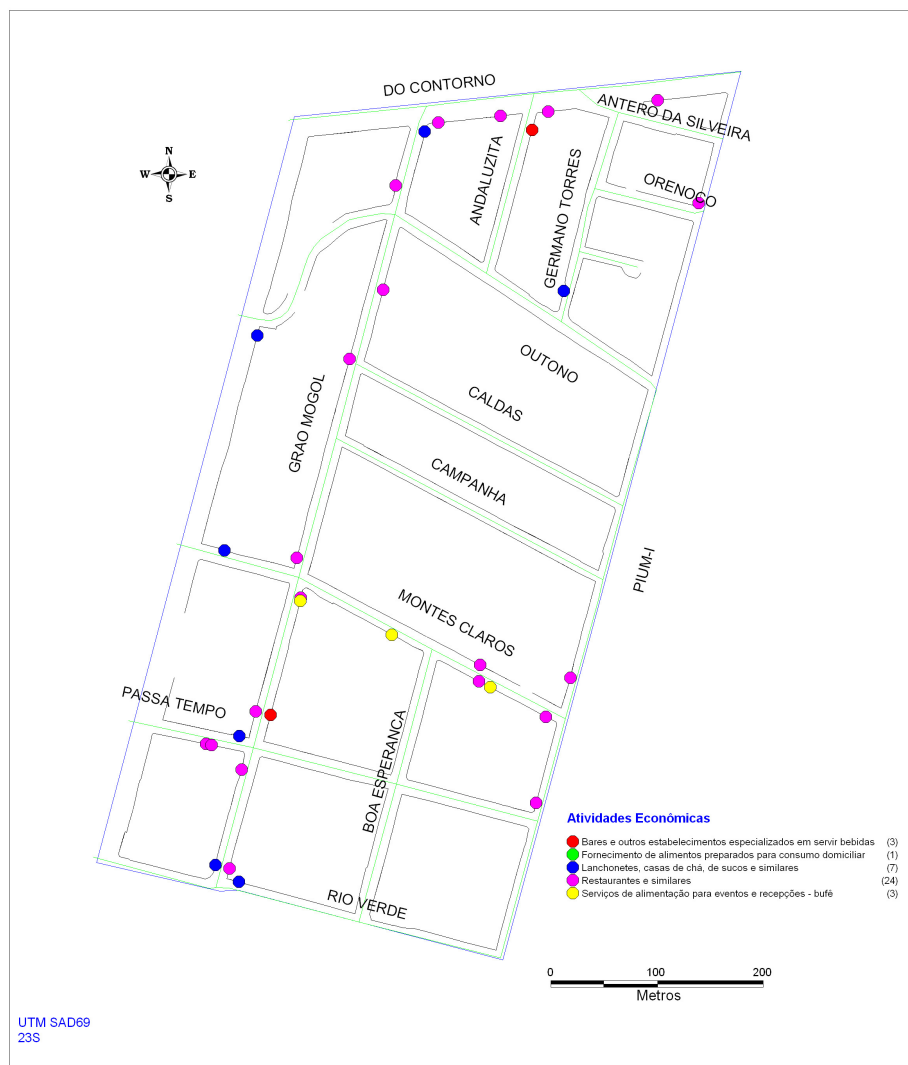 DO CONTORNO
ANTERO DA SILVEIRA
ANDALUZITA
GERMANO TORRES
ORENOCO
N
W E
S
OUTONO
CALDAS
GRAO MOGOL
CAMPANHA
PIUM-I
MONTES CLAROS
PASSA TEMPO
BOA ESPERANCA
RIO VERDE
Atividades Econômicas
Bares e outros estabelecimentos especializados em servir bebidas (3)
Fornecimento de alimentos preparados para consumo domiciliar (1)
Lanchonetes, casas de chá, de sucos e similares (7)
Restaurantes e similares (24)
Serviços de alimentação para eventos e recepções - bufê (3)
0 100 200
Metros
UTM SAD69
23S